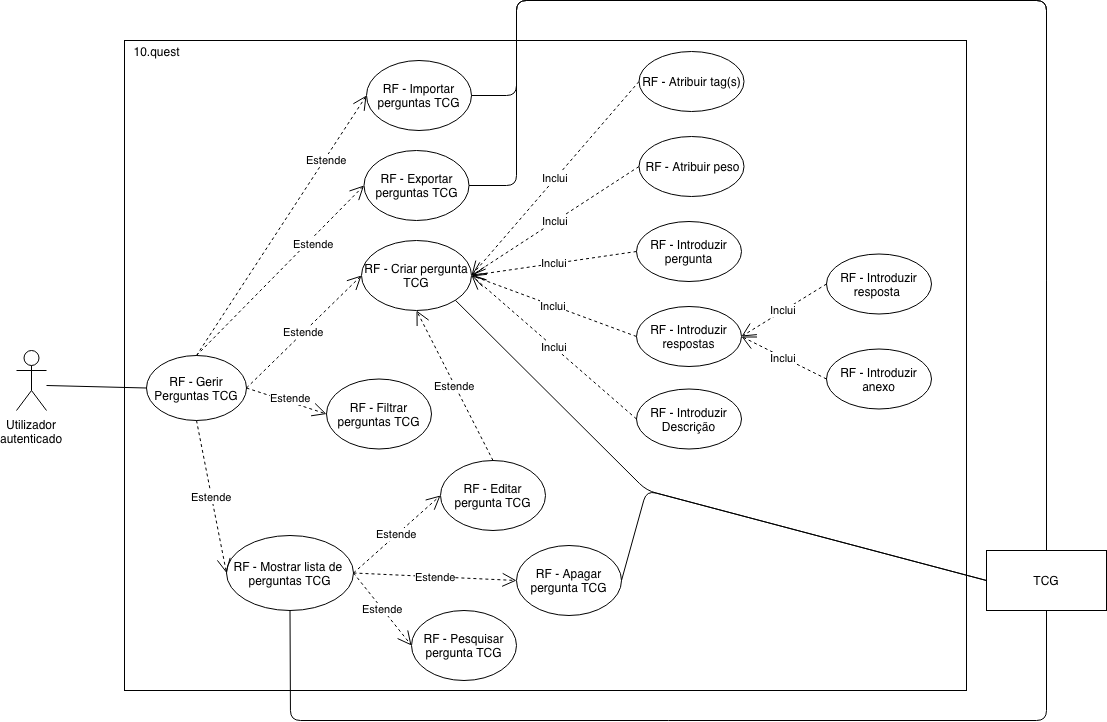 10.quest
RF - Importar
perguntas TCG
RF - Atribuir tag(s)
Estende
RF - Exportar
perguntas TCG
Inclui
RF - Atribuir peso
Estende
Inclui
RF - Criar pergunta
TCG
Inclui
RF - Introduzir
pergunta
RF - Introduzir
resposta
Estende
Inclui
RF - Introduzir
respostas
Inclui
Inclui
Inclui
RF - Introduzir
anexo
Utilizador
autenticado
RF - Gerir
Perguntas TCG
Estende
RF - Filtrar
perguntas TCG
Estende
RF - Introduzir
Descrição
Estende
RF - Editar
pergunta TCG
Estende
RF - Mostrar lista de
perguntas TCG
Estende
RF - Apagar
pergunta TCG
Estende
RF - Pesquisar
pergunta TCG
TCG